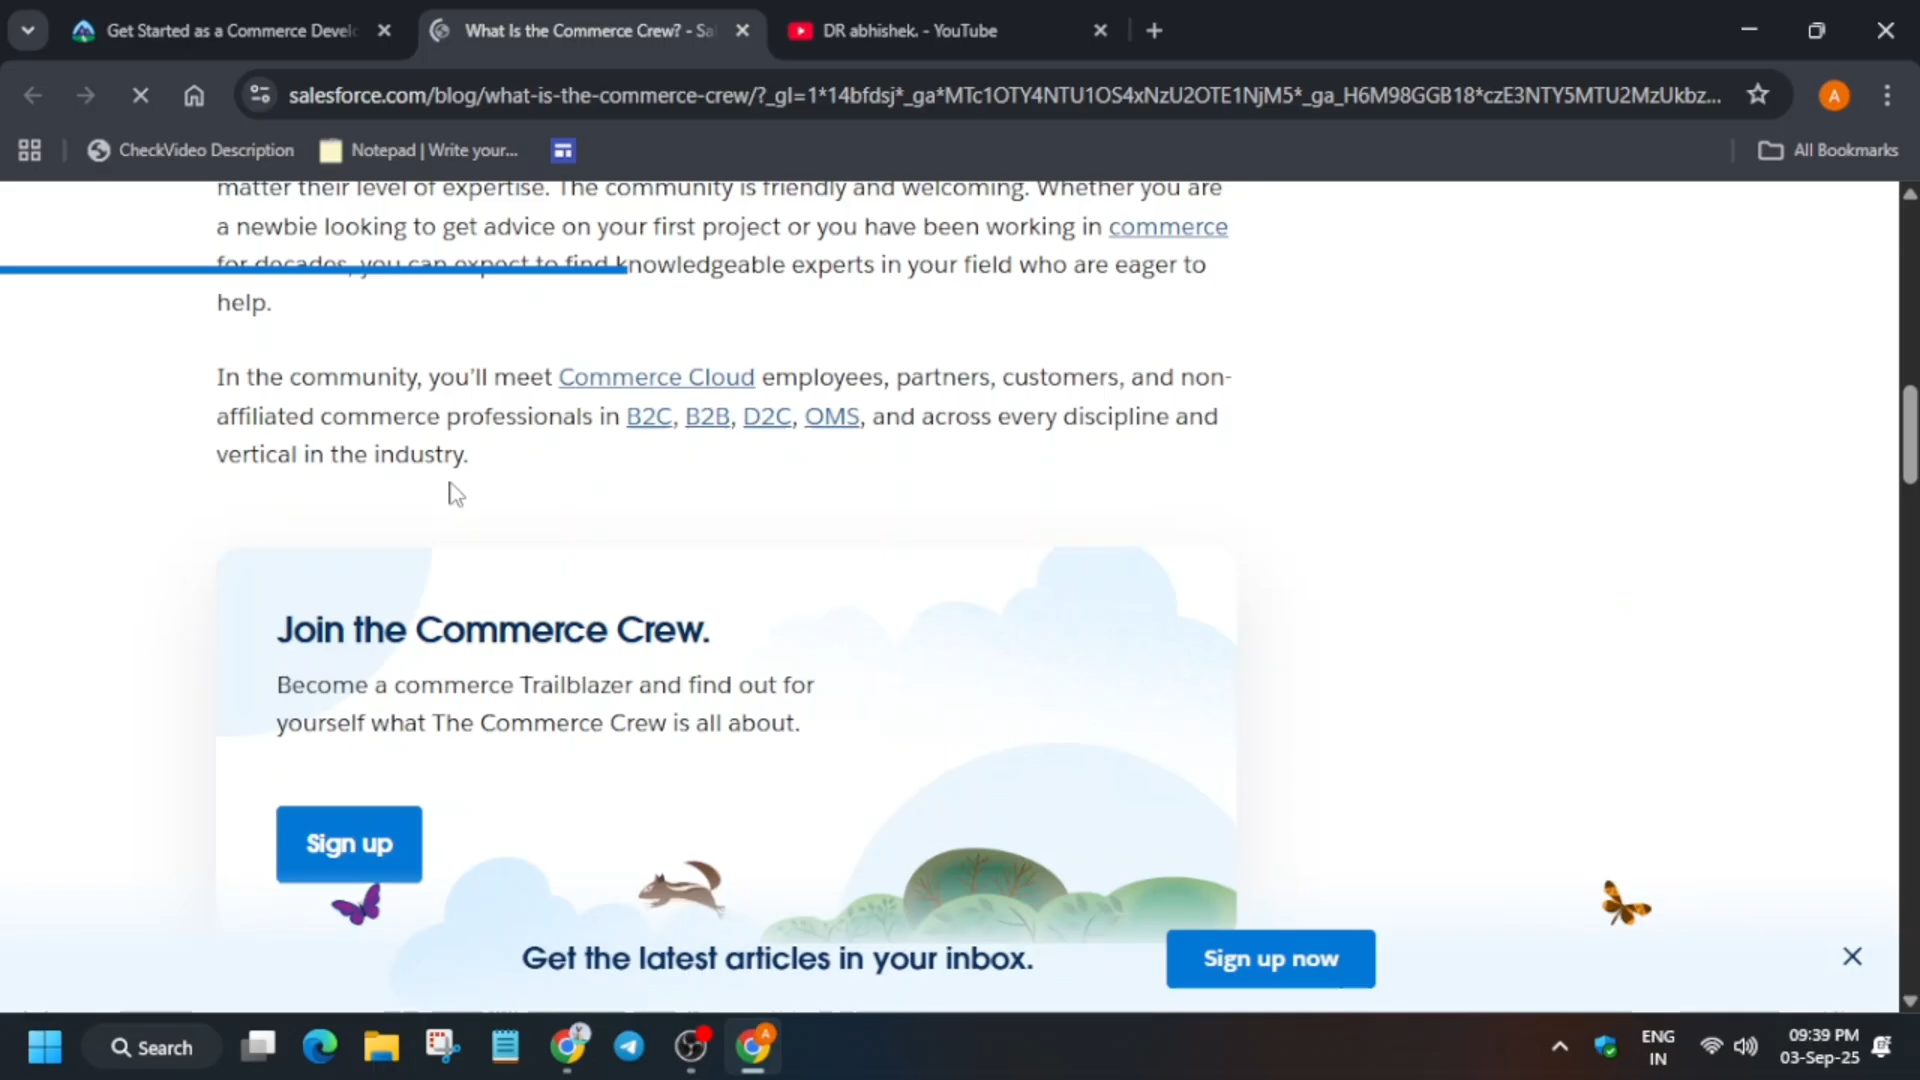 Get Started as a Commerce Devel
What Is the Commerce Crew? - Sa
DR abhishek. - YouTube
salesforce.com/blog/what-is-the-commerce-crew/?_gl=1*14bfdsj*_ga*MTc1OTY4NTU1OS4xNzU2OTE1NjM5*_ga_H6M98GGB18*czE3NTY5MTU2MzUkbz...
A
CheckVideo Description
Notepad | Write your...
All Bookmarks
matter their level of expertise. The community is friendly and welcoming. Whether you are
a newbie looking to get advice on your first project or you have been working in commerce
for decades, you can expect to find knowledgeable experts in your field who are eager to
help.
In the community, you'll meet Commerce Cloud employees, partners, customers, and non-
affiliated commerce professionals in B2C, B2B, D2C, OMS, and across every discipline and
vertical in the industry.
Join the Commerce Crew.
Become a commerce Trailblazer and find out for
yourself what The Commerce Crew is all about.
Sign up
Get the latest articles in your inbox.
Sign up now
Search
A
ENG
IN
09:39 PM
03-Sep-25